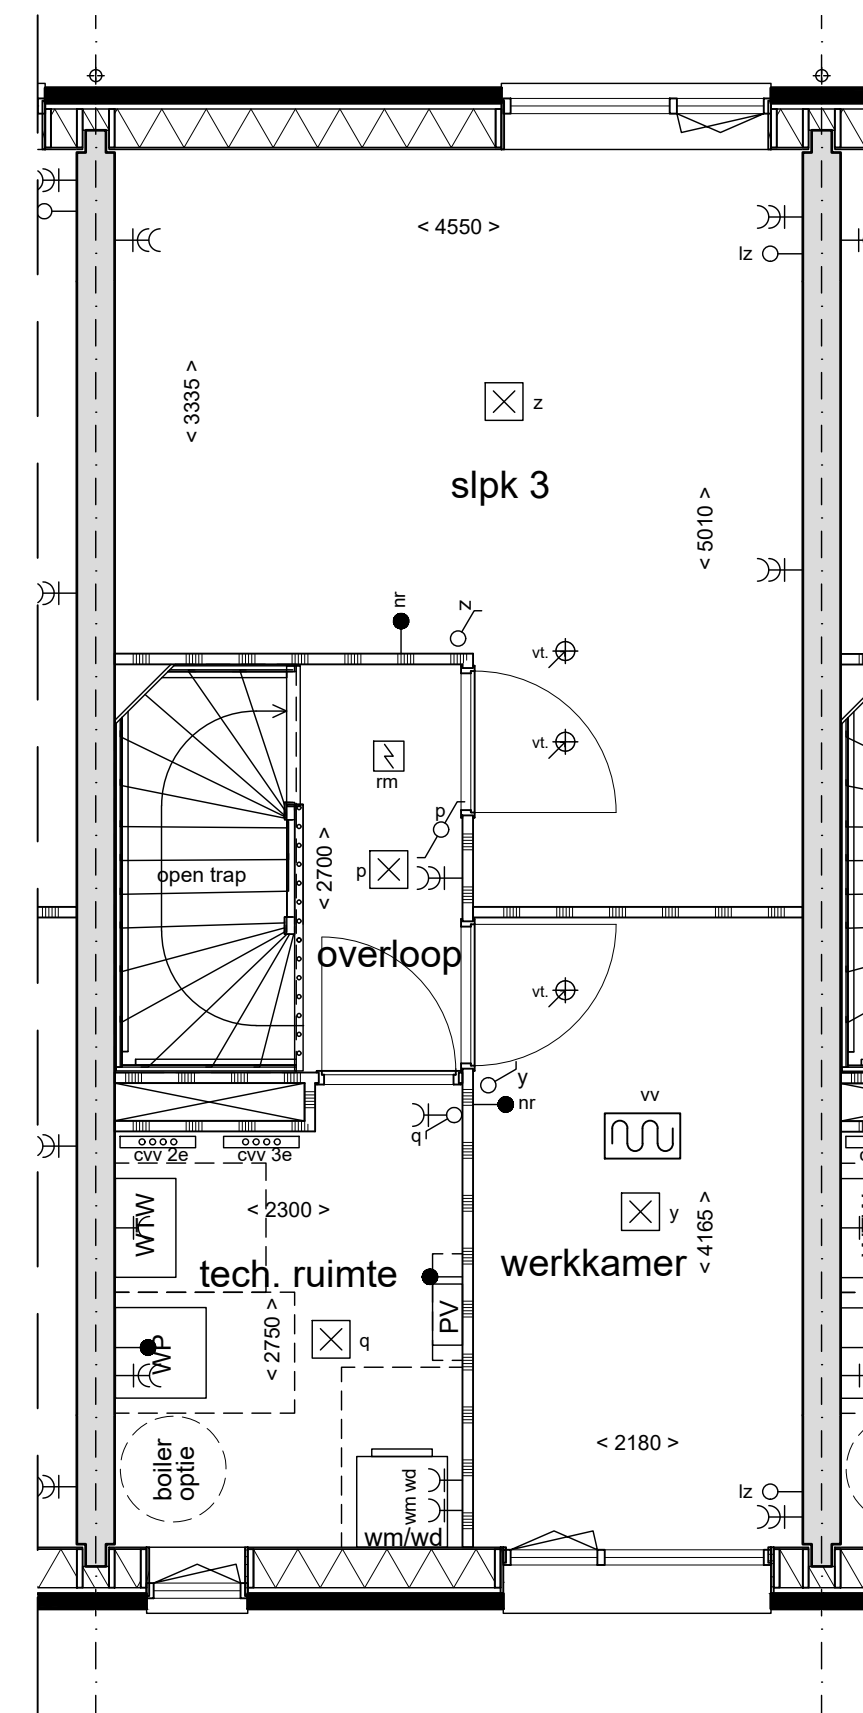 < 4550 >
lz
< 3335 >
z
slpk 3
< 5010 >
nr
z
vt.
vt.
rm
p
p
open trap
< 2700 >
overloop
vt.
y
nr
vv
q
cvv 2e
cvv 3e
WTW
< 2300 >
y
< 4165 >
werkkamer
tech. ruimte
PV
WP
< 2750 >
q
< 2180 >
boiler
optie
lz
wm wd
wm/wd